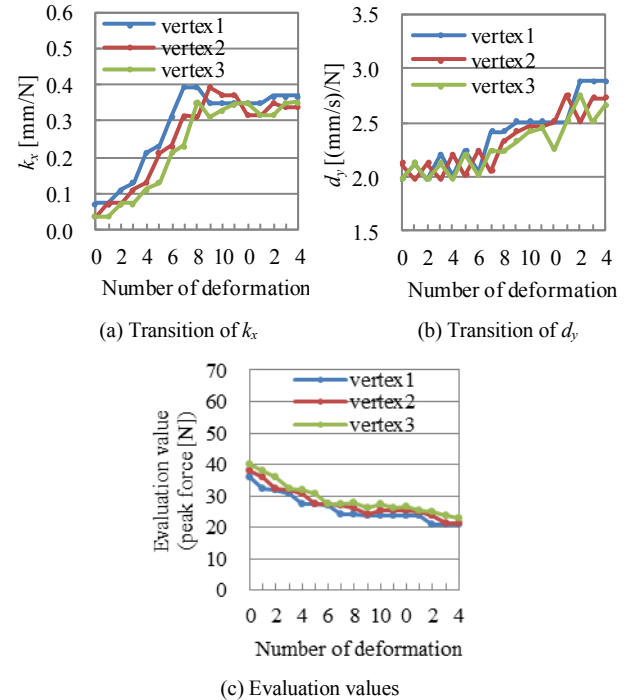 0.6
0.5
0.4
0.3
0.2
0.1
0.0
kx [mm/N]
vertex1
vertex2
vertex3
0 2 4 6 8 10 0 2 4
Number of deformation
(a) Transition of kx
3.5
3.0
2.5
2.0
1.5
dy [(mm/s)/N]
vertex1
vertex2
vertex3
0 2 4 6 8 10 0 2 4
Number of deformation
(b) Transition of dy
70
60
50
40
30
20
10
0
Evaluation value
(peak force [N])
vertex1
vertex2
vertex3
0 2 4 6 8 10 0 2 4
Number of deformation
(c) Evaluation values